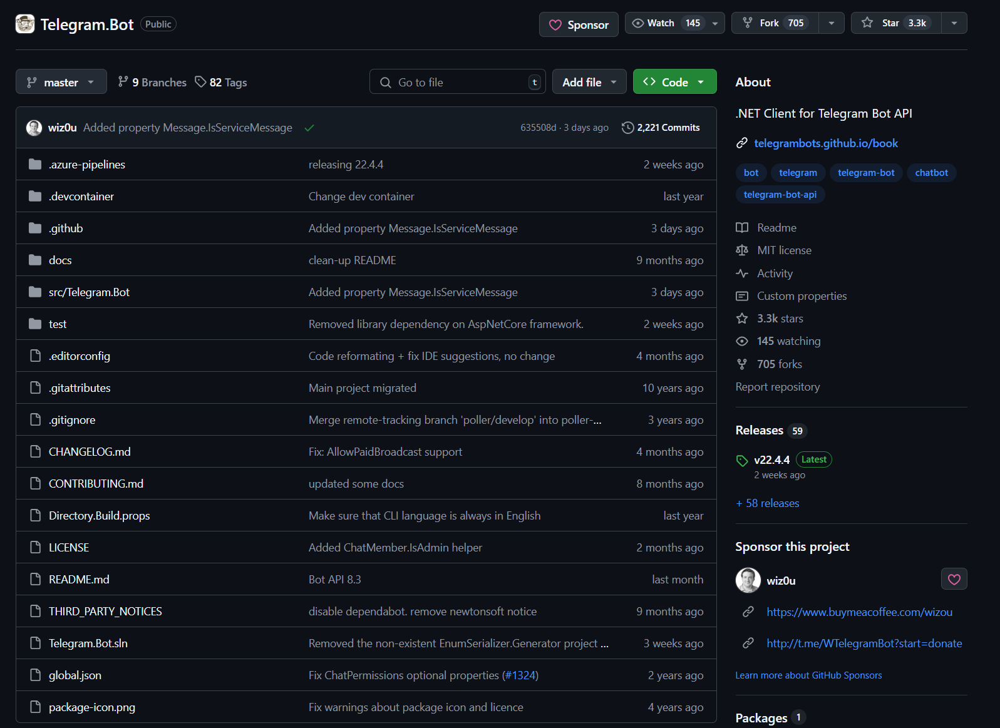 Telegram.Bot Public
Sponsor
Watch 145
Fork 705
Star 3.3k
master
9 Branches
82 Tags
Go to file t
Add file
Code
wiz0u Added property Message.IsServiceMessage 635508d · 3 days ago 2,221 Commits
.azure-pipelines releasing 22.4.4 2 weeks ago
.devcontainer Change dev container last year
.github Added property Message.IsServiceMessage 3 days ago
docs clean-up README 9 months ago
src/Telegram.Bot Added property Message.IsServiceMessage 3 days ago
test Removed library dependency on AspNetCore framework. 2 weeks ago
.editorconfig Code reformating + fix IDE suggestions, no change 4 months ago
.gitattributes Main project migrated 10 years ago
.gitignore Merge remote-tracking branch 'poller/develop' into poller-... 3 years ago
CHANGELOG.md Fix: AllowPaidBroadcast support 4 months ago
CONTRIBUTING.md updated some docs 8 months ago
Directory.Build.props Make sure that CLI language is always in English last year
LICENSE Added ChatMember.IsAdmin helper 2 months ago
README.md Bot API 8.3 last month
THIRD_PARTY_NOTICES disable dependabot. remove newtonsoft notice 9 months ago
Telegram.Bot.sln Removed the non-existent EnumSerializer.Generator project ... 3 weeks ago
global.json Fix ChatPermissions optional properties (#1324) 2 years ago
package-icon.png Fix warnings about package icon and licence 4 years ago
About
.NET Client for Telegram Bot API
telegrambots.github.io/book
bot telegram telegram-bot chatbot
telegram-bot-api
Readme
MIT license
Activity
Custom properties
3.3k stars
145 watching
705 forks
Report repository
Releases 59
v22.4.4 Latest
2 weeks ago
+ 58 releases
Sponsor this project
wiz0u
https://www.buymeacoffee.com/wizou
http://t.me/WTelegramBot?start=donate
Learn more about GitHub Sponsors
Packages 1